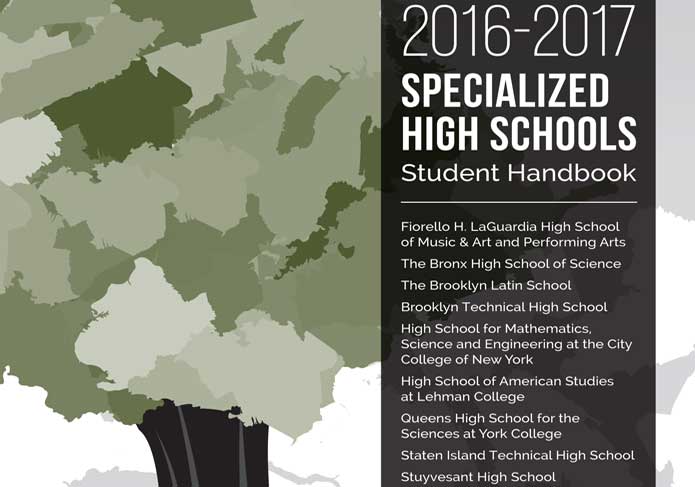 2016-2017
SPECIALIZED
HIGH SCHOOLS
Student Handbook
Fiorello H. LaGuardia High School
of Music & Art and Performing Arts
The Bronx High School of Science
The Brooklyn Latin School
Brooklyn Technical High School
High School for Mathematics,
Science and Engineering at the City
College of New York
High School of American Studies
at Lehman College
Queens High School for the
Sciences at York College
Staten Island Technical High School
Stuyvesant High School